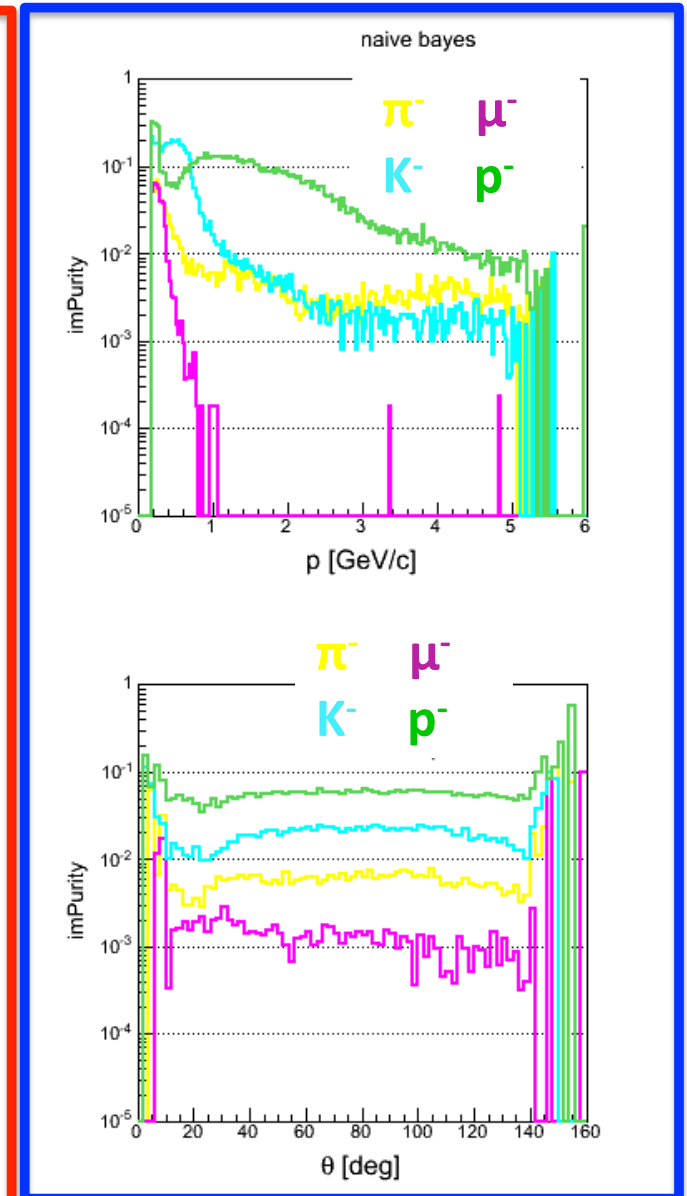 naive bayes
π⁻ μ⁻
K⁻ p⁻
1
10⁻¹
10⁻²
10⁻³
10⁻⁴
10⁻⁵
imPurity
0 1 2 3 4 5 6
p [GeV/c]
π⁻ μ⁻
K⁻ p⁻
1
10⁻¹
10⁻²
10⁻³
10⁻⁴
10⁻⁵
imPurity
0 20 40 60 80 100 120 140 160
θ [deg]